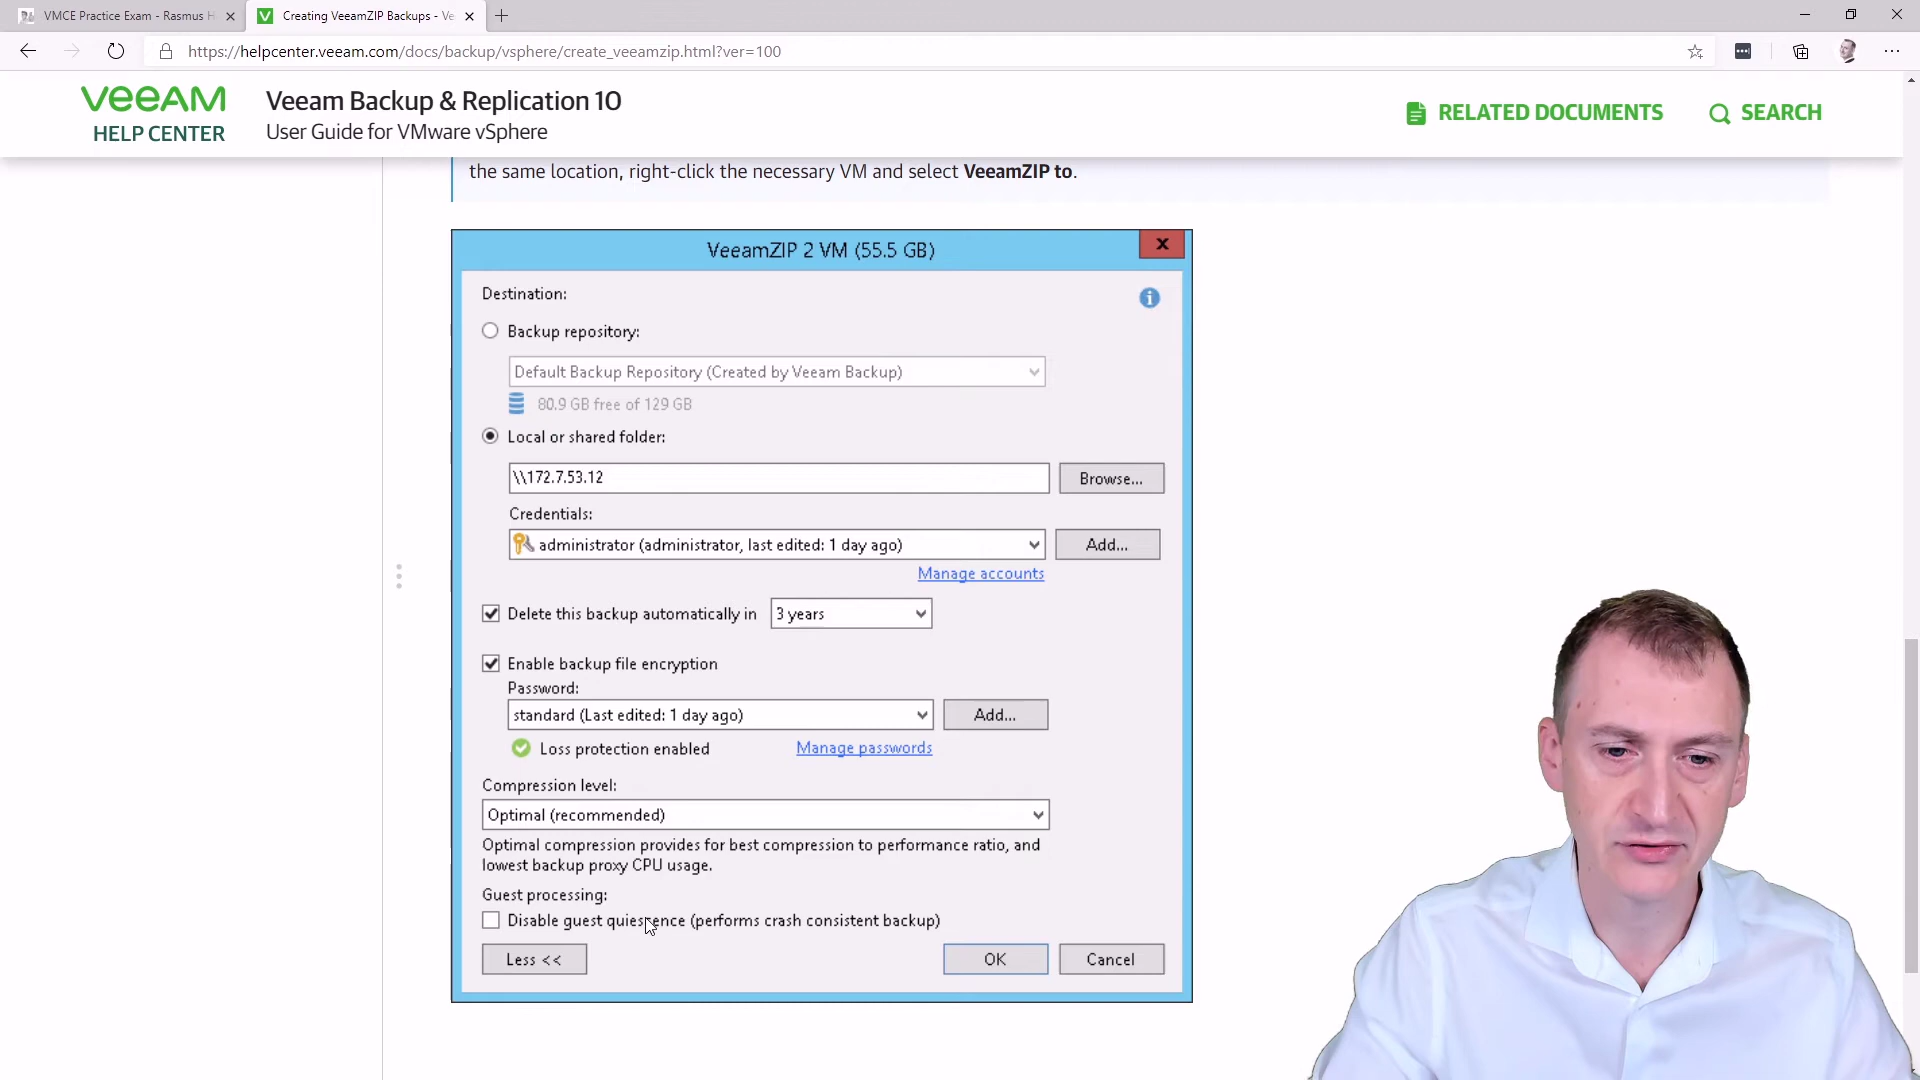 VMCE Practice Exam - Rasmus H
Creating VeeamZIP Backups - Ve
https://helpcenter.veeam.com/docs/backup/vsphere/create_veeamzip.html?ver=100
veeAM
HELP CENTER
Veeam Backup & Replication 10
User Guide for VMware vSphere
RELATED DOCUMENTS
SEARCH
the same location, right-click the necessary VM and select VeeamZIP to.
VeeamZIP 2 VM (55.5 GB)
x
Destination:
Backup repository:
Default Backup Repository (Created by Veeam Backup)
80.9 GB free of 129 GB
Local or shared folder:
\\172.7.53.12
Browse...
Credentials:
administrator (administrator, last edited: 1 day ago)
Add...
Manage accounts
Delete this backup automatically in
3 years
Enable backup file encryption
Password:
standard (Last edited: 1 day ago)
Add...
Loss protection enabled
Manage passwords
Compression level:
Optimal (recommended)
Optimal compression provides for best compression to performance ratio, and
lowest backup proxy CPU usage.
Guest processing:
Disable guest quiescence (performs crash consistent backup)
Less <<
OK
Cancel